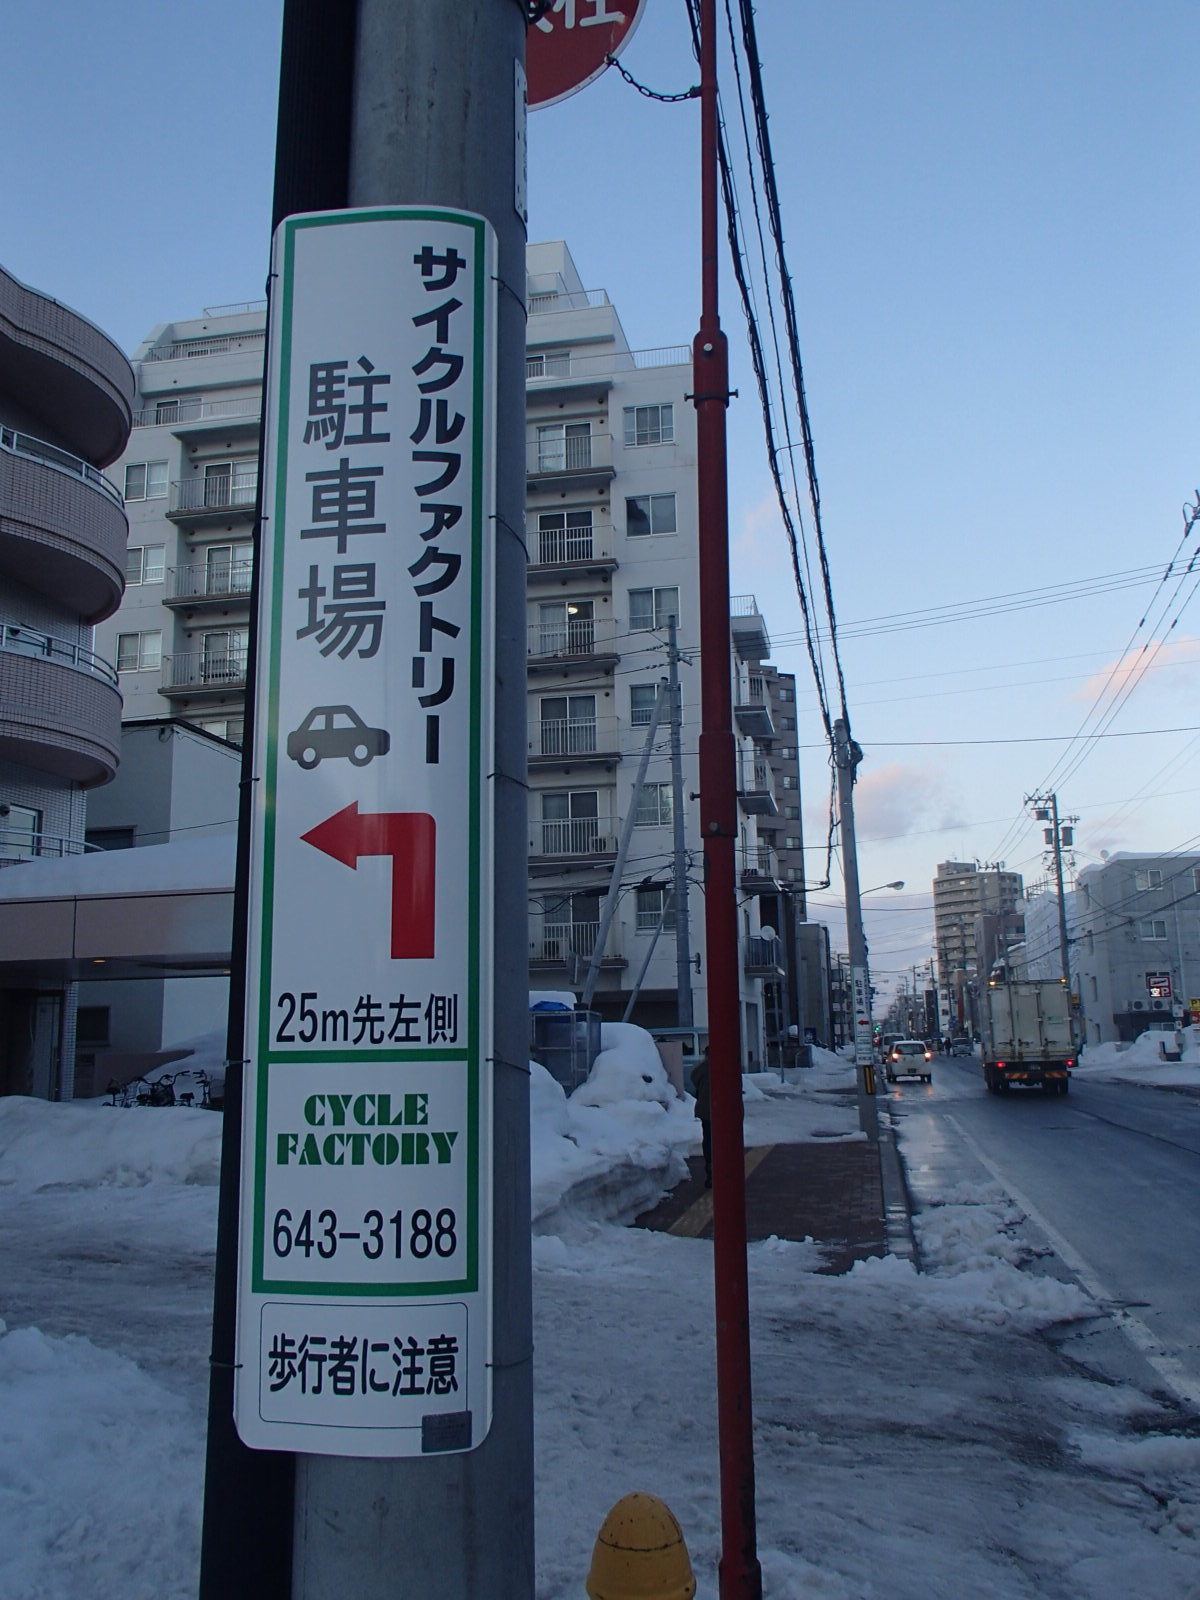 サイクルファクトリー
駐車場
25m先左側
CYCLE
FACTORY
643-3188
歩行者に注意